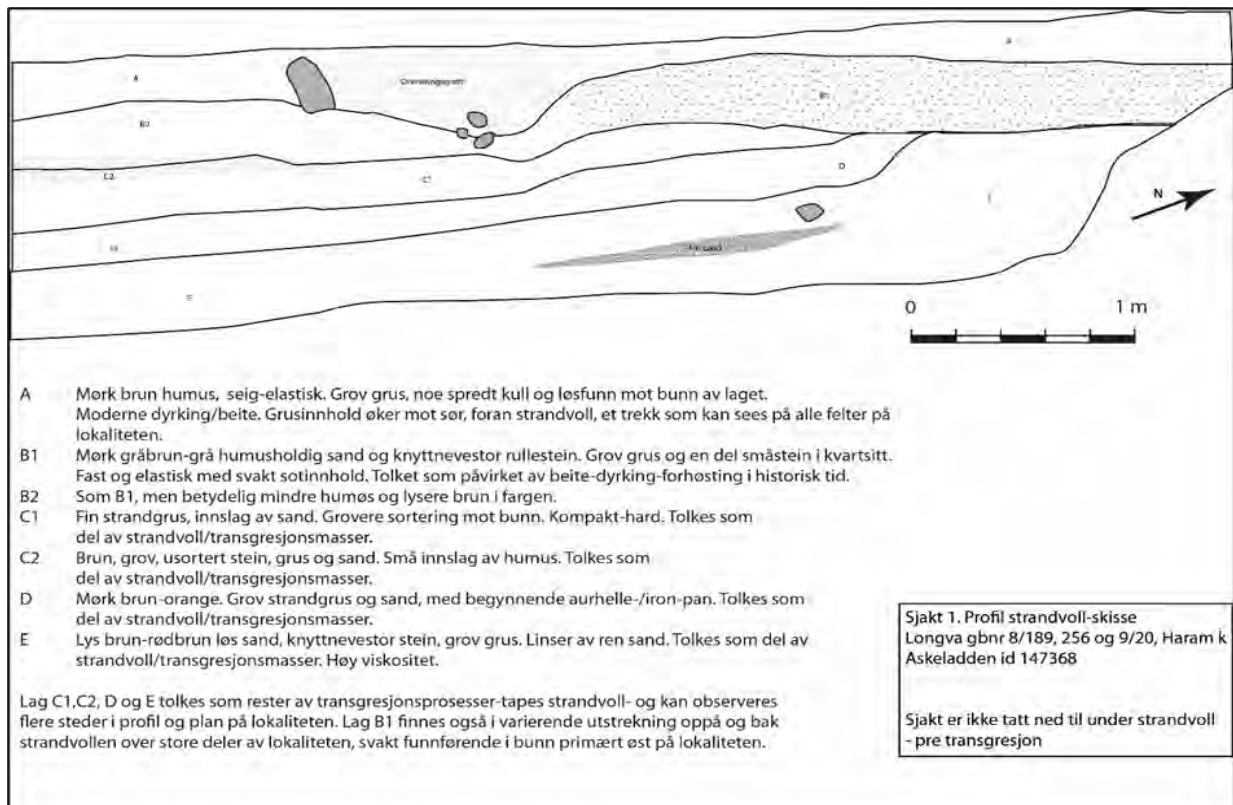 A
A
Dreneringsgrøft
B1
B2
C2
C1
D
N
E
0 1 m
A Mørk brun humus, seig-elastisk. Grov grus, noe spredt kull og løsfunn mot bunn av laget.
Moderne dyrking/beite. Grusinnhold øker mot sør, foran strandvoll, et trekk som kan sees på alle felter på
lokaliteten.
B1 Mørk gråbrun-grå humusholdig sand og knyttnevestor rullestein. Grov grus og en del småstein i kvartsitt.
Fast og elastisk med svakt sotinnhold. Tolket som påvirket av beite-dyrking-forhøsting i historisk tid.
B2 Som B1, men betydelig mindre humøs og lysere brun i fargen.
C1 Fin strandgrus, innslag av sand. Grovere sortering mot bunn. Kompakt-hard. Tolkes som
del av strandvoll/transgresjonsmasser.
C2 Brun, grov, usortert stein, grus og sand. Små innslag av humus. Tolkes som
del av strandvoll/transgresjonsmasser.
D Mørk brun-orange. Grov strandgrus og sand, med begynnende aurhelle-/iron-pan. Tolkes som
del av strandvoll/transgresjonsmasser.
E Lys brun-rødbrun løs sand, knyttnevestor stein, grov grus. Linser av ren sand. Tolkes som del av
strandvoll/transgresjonsmasser. Høy viskositet.
Lag C1,C2, D og E tolkes som rester av transgresjonsprosesser-tapes strandvoll- og kan observeres
flere steder i profil og plan på lokaliteten. Lag B1 finnes også i varierende utstrekning oppå og bak
strandvollen over store deler av lokaliteten, svakt funnførende i bunn primært øst på lokaliteten.
Sjakt 1. Profil strandvoll-skisse
Longva gbnr 8/189, 256 og 9/20, Haram k
Askeladden id 147368
Sjakt er ikke tatt ned til under strandvoll
- pre transgresjon